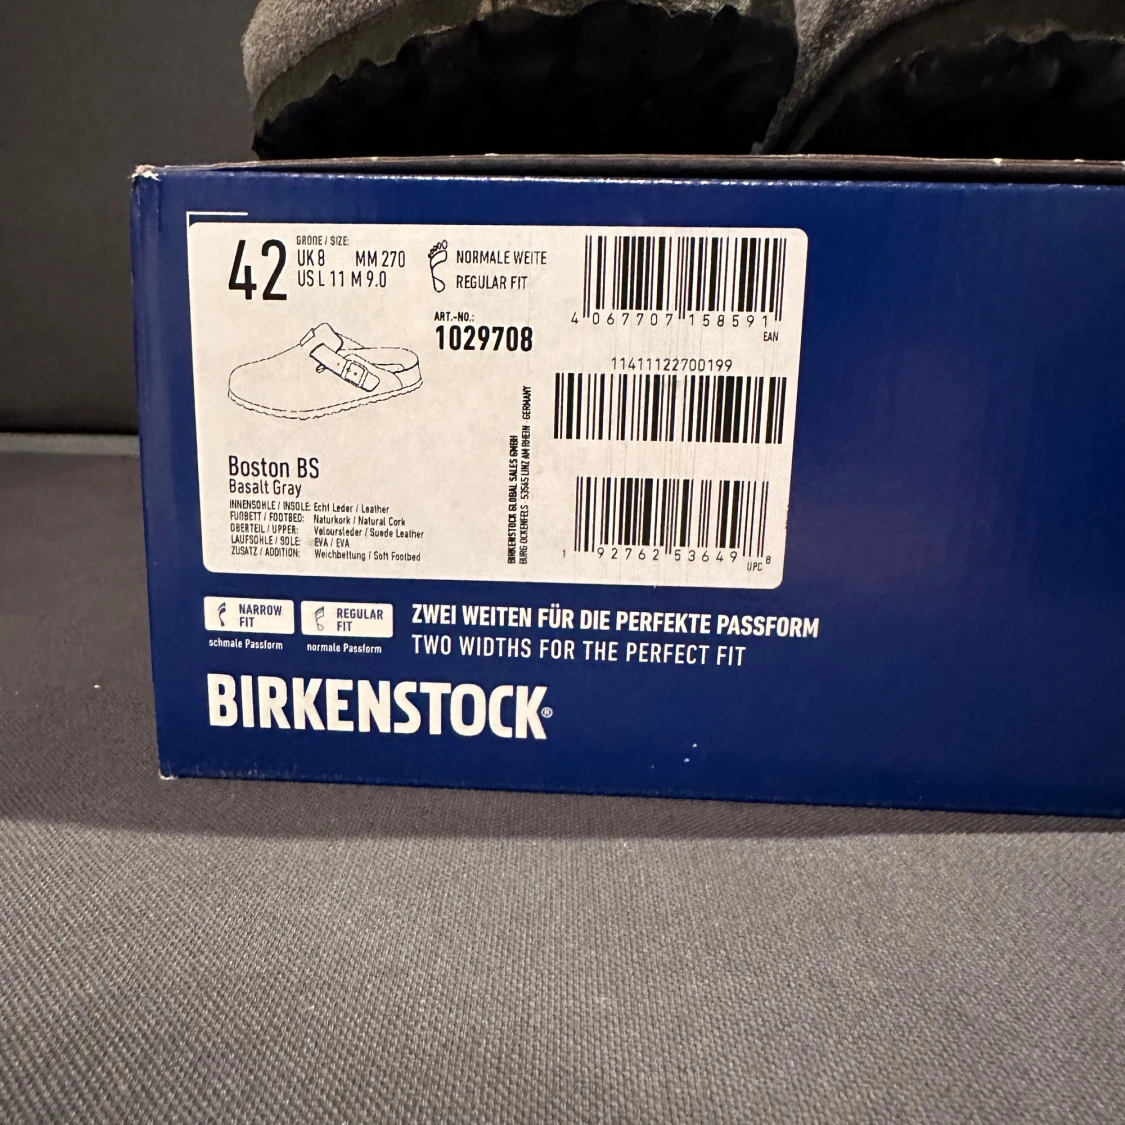 42
GRÖßE / SIZE:
UK 8 MM 270
US L 11 M 9.0
NORMALE WEITE
REGULAR FIT
ART.-NO.:
1029708
4 067707 158591
EAN
11411122700199
Boston BS
Basalt Gray
INNENSOHLE / INSOLE: Echt Leder / Leather
FUßBETT / FOOTBED: Naturkork / Natural Cork
OBERTEIL / UPPER: Veloursleder / Suede Leather
LAUFSOHLE / SOLE: EVA / EVA
ZUSATZ / ADDITION: Weichbettung / Soft Footbed
BIRKENSTOCK GLOBAL SALES GMBH
BURG OCKENFELS · 53545 LINZ AM RHEIN · GERMANY
1 92762 53649 8
UPC
NARROW
FIT
schmale Passform
REGULAR
FIT
normale Passform
ZWEI WEITEN FÜR DIE PERFEKTE PASSFORM
TWO WIDTHS FOR THE PERFECT FIT
BIRKENSTOCK®